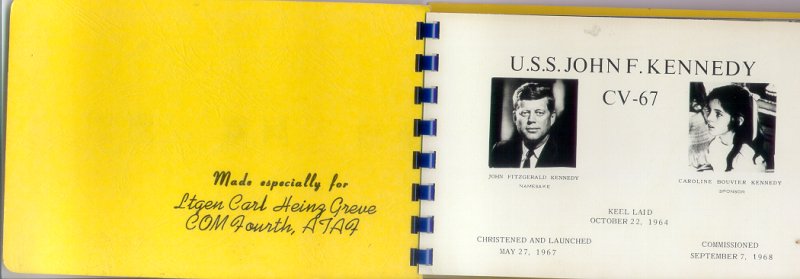 Made especially for
Ltgen Carl Heinz Greve
COM Fourth, ATAF
U.S.S. JOHN F. KENNEDY
CV-67
JOHN FITZGERALD KENNEDY
NAMESAKE
CAROLINE BOUVIER KENNEDY
SPONSOR
KEEL LAID
OCTOBER 22, 1964
CHRISTENED AND LAUNCHED
MAY 27, 1967
COMMISSIONED
SEPTEMBER 7, 1968